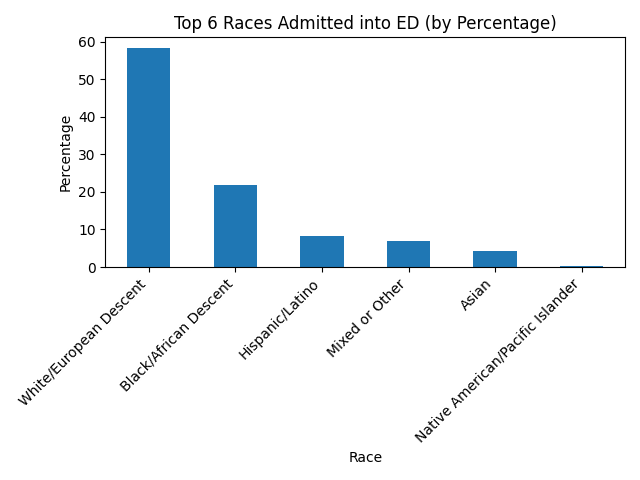 Top 6 Races Admitted into ED (by Percentage)
Percentage
60
50
40
30
20
10
0
White/European Descent
Black/African Descent
Hispanic/Latino
Mixed or Other
Asian
Native American/Pacific Islander
Race